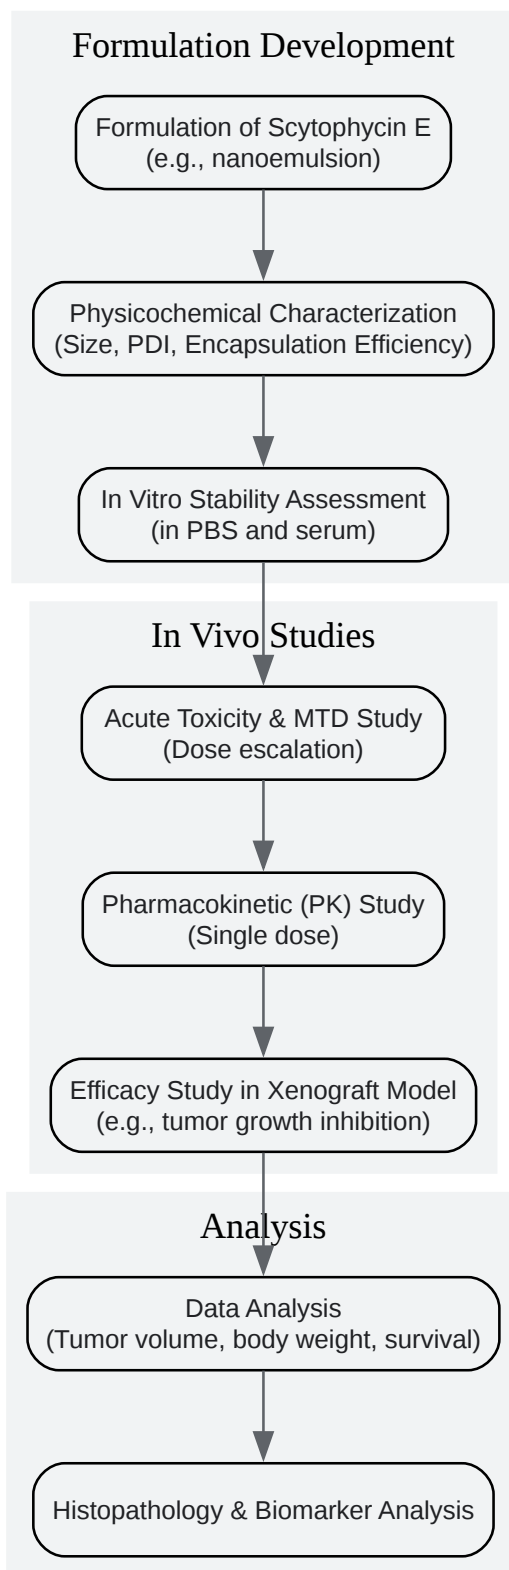 Formulation Development
Formulation of Scytophycin E
(e.g., nanoemulsion)
Physicochemical Characterization
(Size, PDI, Encapsulation Efficiency)
In Vitro Stability Assessment
(in PBS and serum)
In Vivo Studies
Acute Toxicity & MTD Study
(Dose escalation)
Pharmacokinetic (PK) Study
(Single dose)
Efficacy Study in Xenograft Model
(e.g., tumor growth inhibition)
Analysis
Data Analysis
(Tumor volume, body weight, survival)
Histopathology & Biomarker Analysis